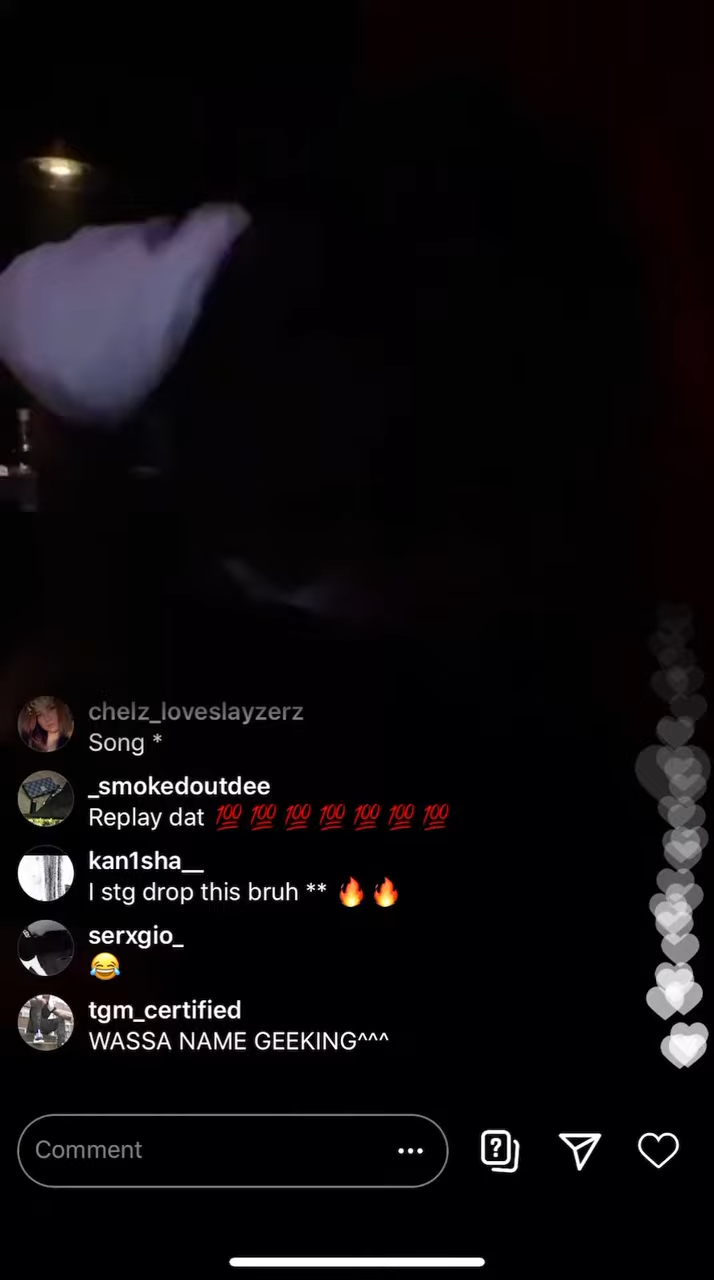 chelz_loveslayzerz
Song *
_smokedoutdee
Replay dat 💯 💯 💯 💯 💯 💯 💯
kan1sha__
I stg drop this bruh ** 🔥 🔥
serxgio_
😂
tgm_certified
WASSA NAME GEEKING^^^
Comment